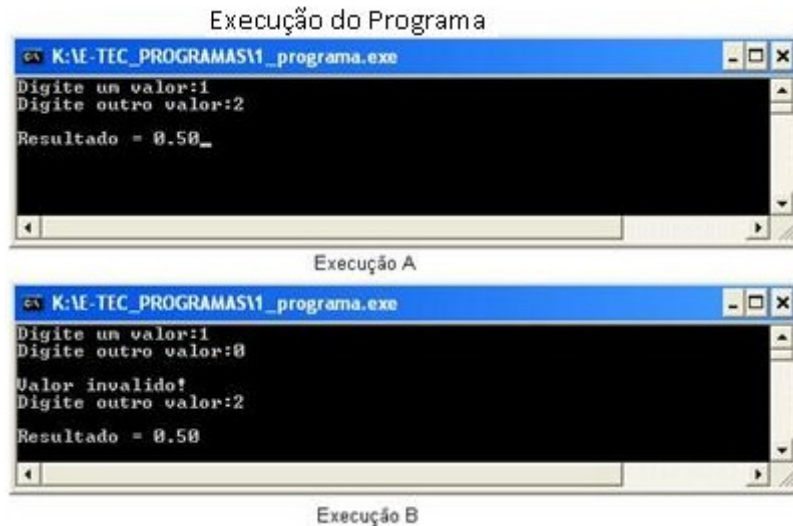 Execução do Programa
K:\E-TEC_PROGRAMAS\1_programa.exe
Digite um valor:1
Digite outro valor:2
Resultado = 0.50_
Execução A
K:\E-TEC_PROGRAMAS\1_programa.exe
Digite um valor:1
Digite outro valor:0
Valor invalido!
Digite outro valor:2
Resultado = 0.50
Execução B